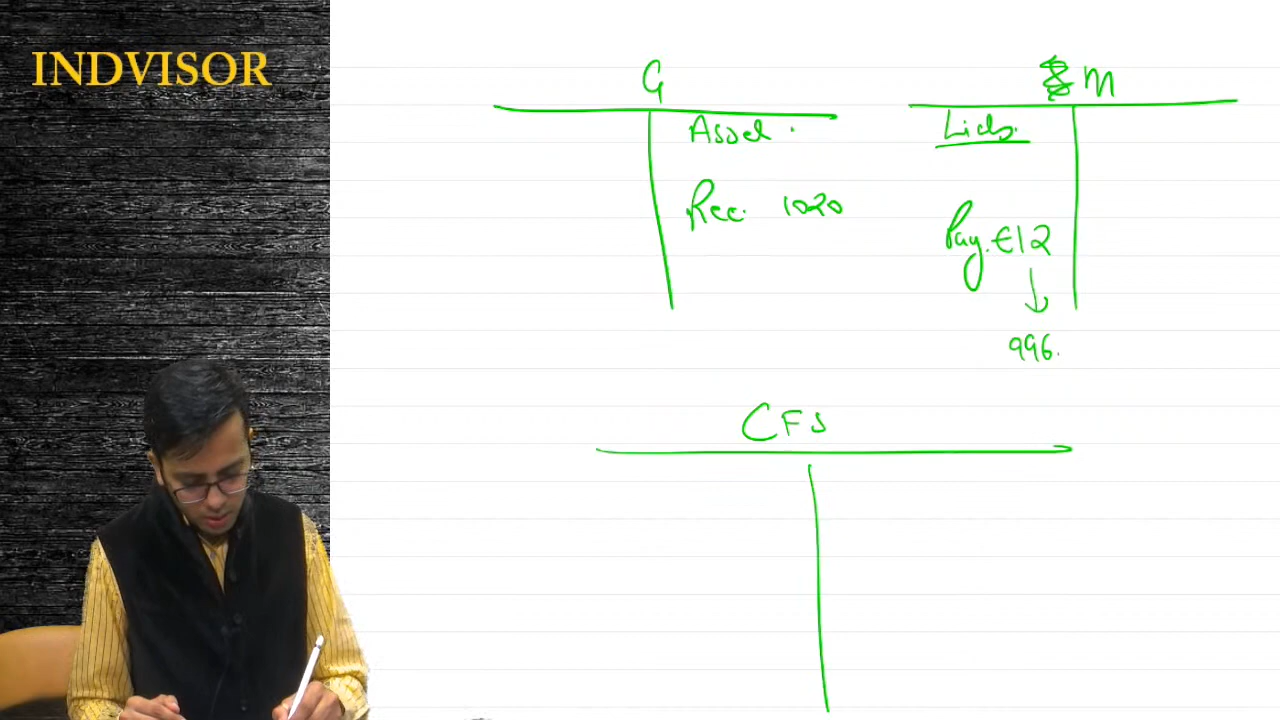 INDVISOR
G
M
Asset.
Liab.
Rec. 1020
Pay. €12
↓
996.
CFS